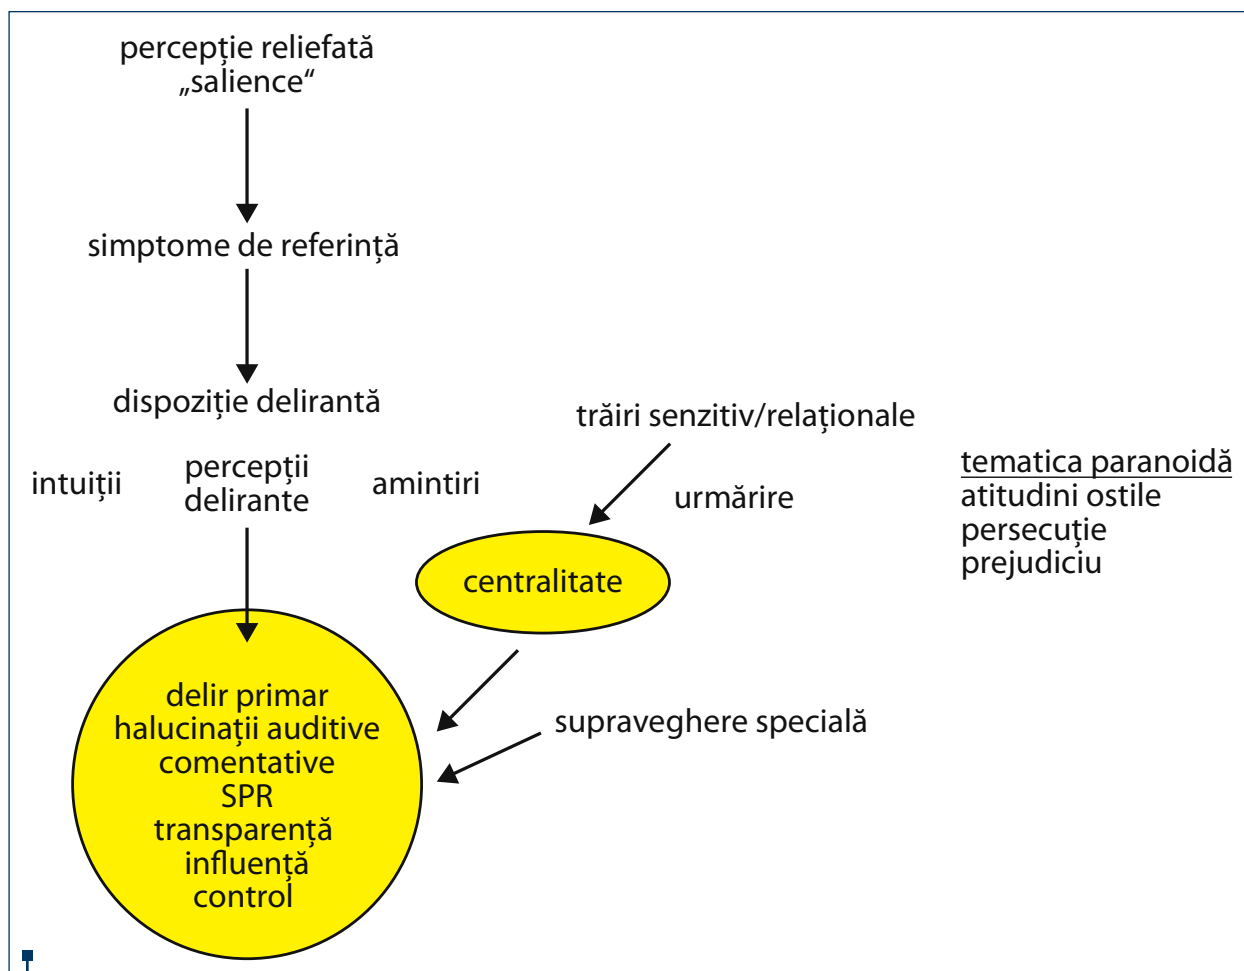 percepție reliefată
„salience“
simptome de referință
dispoziție delirantă
trăiri senzitiv/relaționale
intuiții
percepții
delirante
amintiri
urmărire
tematica paranoidă
atitudini ostile
persecuție
prejudiciu
centralitate
delir primar
halucinații auditive
comentative
SPR
transparență
influență
control
supraveghere specială